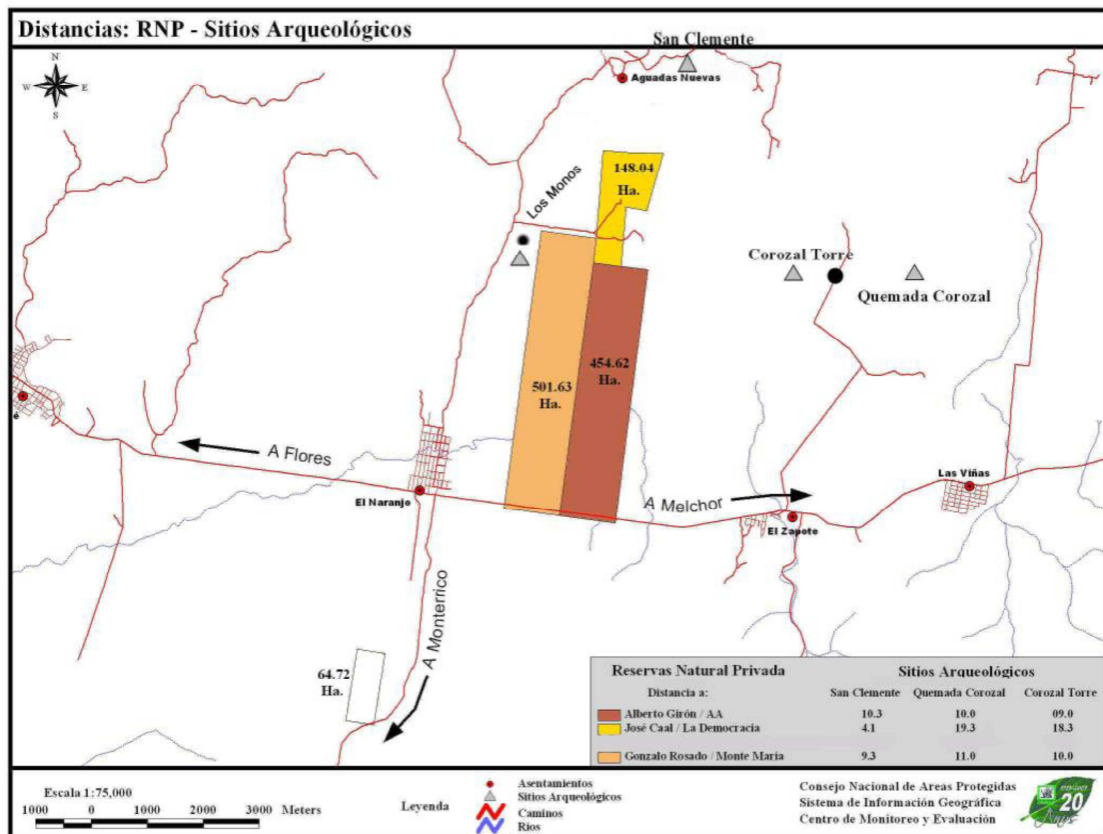 Distancias: RNP - Sitios Arqueológicos
San Clemente
N
W E
S
Aguadas Nuevas
148.04
Ha.
Los Monos
Corozal Torre
Quemada Corozal
454.62
Ha.
501.63
Ha.
é
A Flores
El Naranjo
A Melchor
Las Viñas
El Zapote
A Monterrico
64.72
Ha.
Reservas Natural Privada Sitios Arqueológicos
Distancia a: San Clemente Quemada Corozal Corozal Torre
Alberto Girón / AA 10.3 10.0 09.0
José Caal / La Democracia 4.1 19.3 18.3
Gonzalo Rosado / Monte María 9.3 11.0 10.0
Escala 1:75,000
1000 0 1000 2000 3000 Meters
Leyenda
Asentamientos
Sitios Arqueológicos
Caminos
Ríos
Consejo Nacional de Areas Protegidas
Sistema de Información Geográfica
Centro de Monitoreo y Evaluación
20